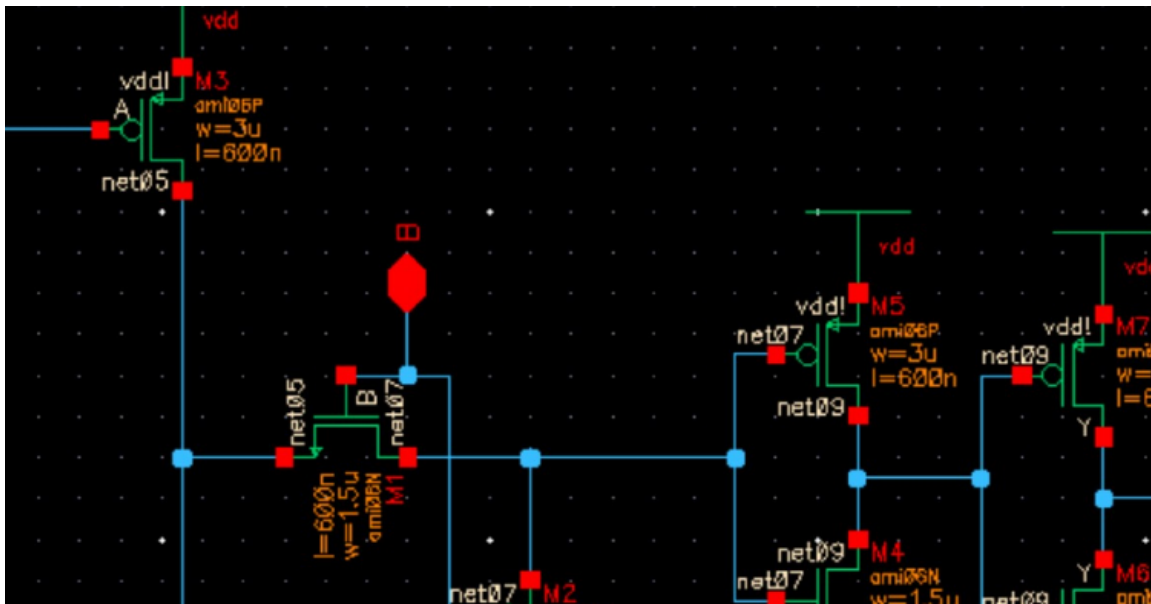 vdd
vdd!
M3
ami06P
A
w=3u
l=600n
net05
B
vdd
vdd!
M5
net07
ami06P
w=3u
l=600n
net09
vdd!
M7
net09
Y
net05
B
net07
l=600n
w=1.5u
ami06N
M1
net07
M2
net09
M4
net07
ami06N
w=1.5u
Y
M6
net09